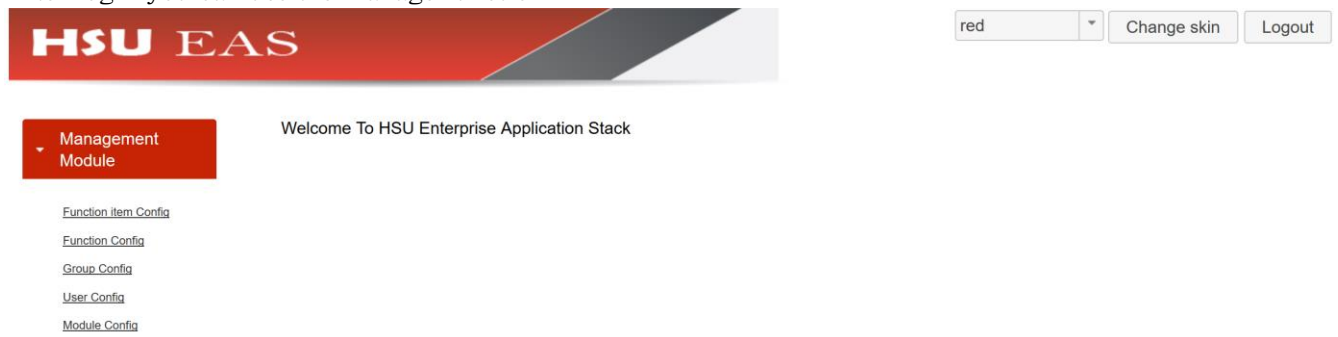 HSU EAS
red
Change skin
Logout
Management
Module
Welcome To HSU Enterprise Application Stack
Function item Config
Function Config
Group Config
User Config
Module Config